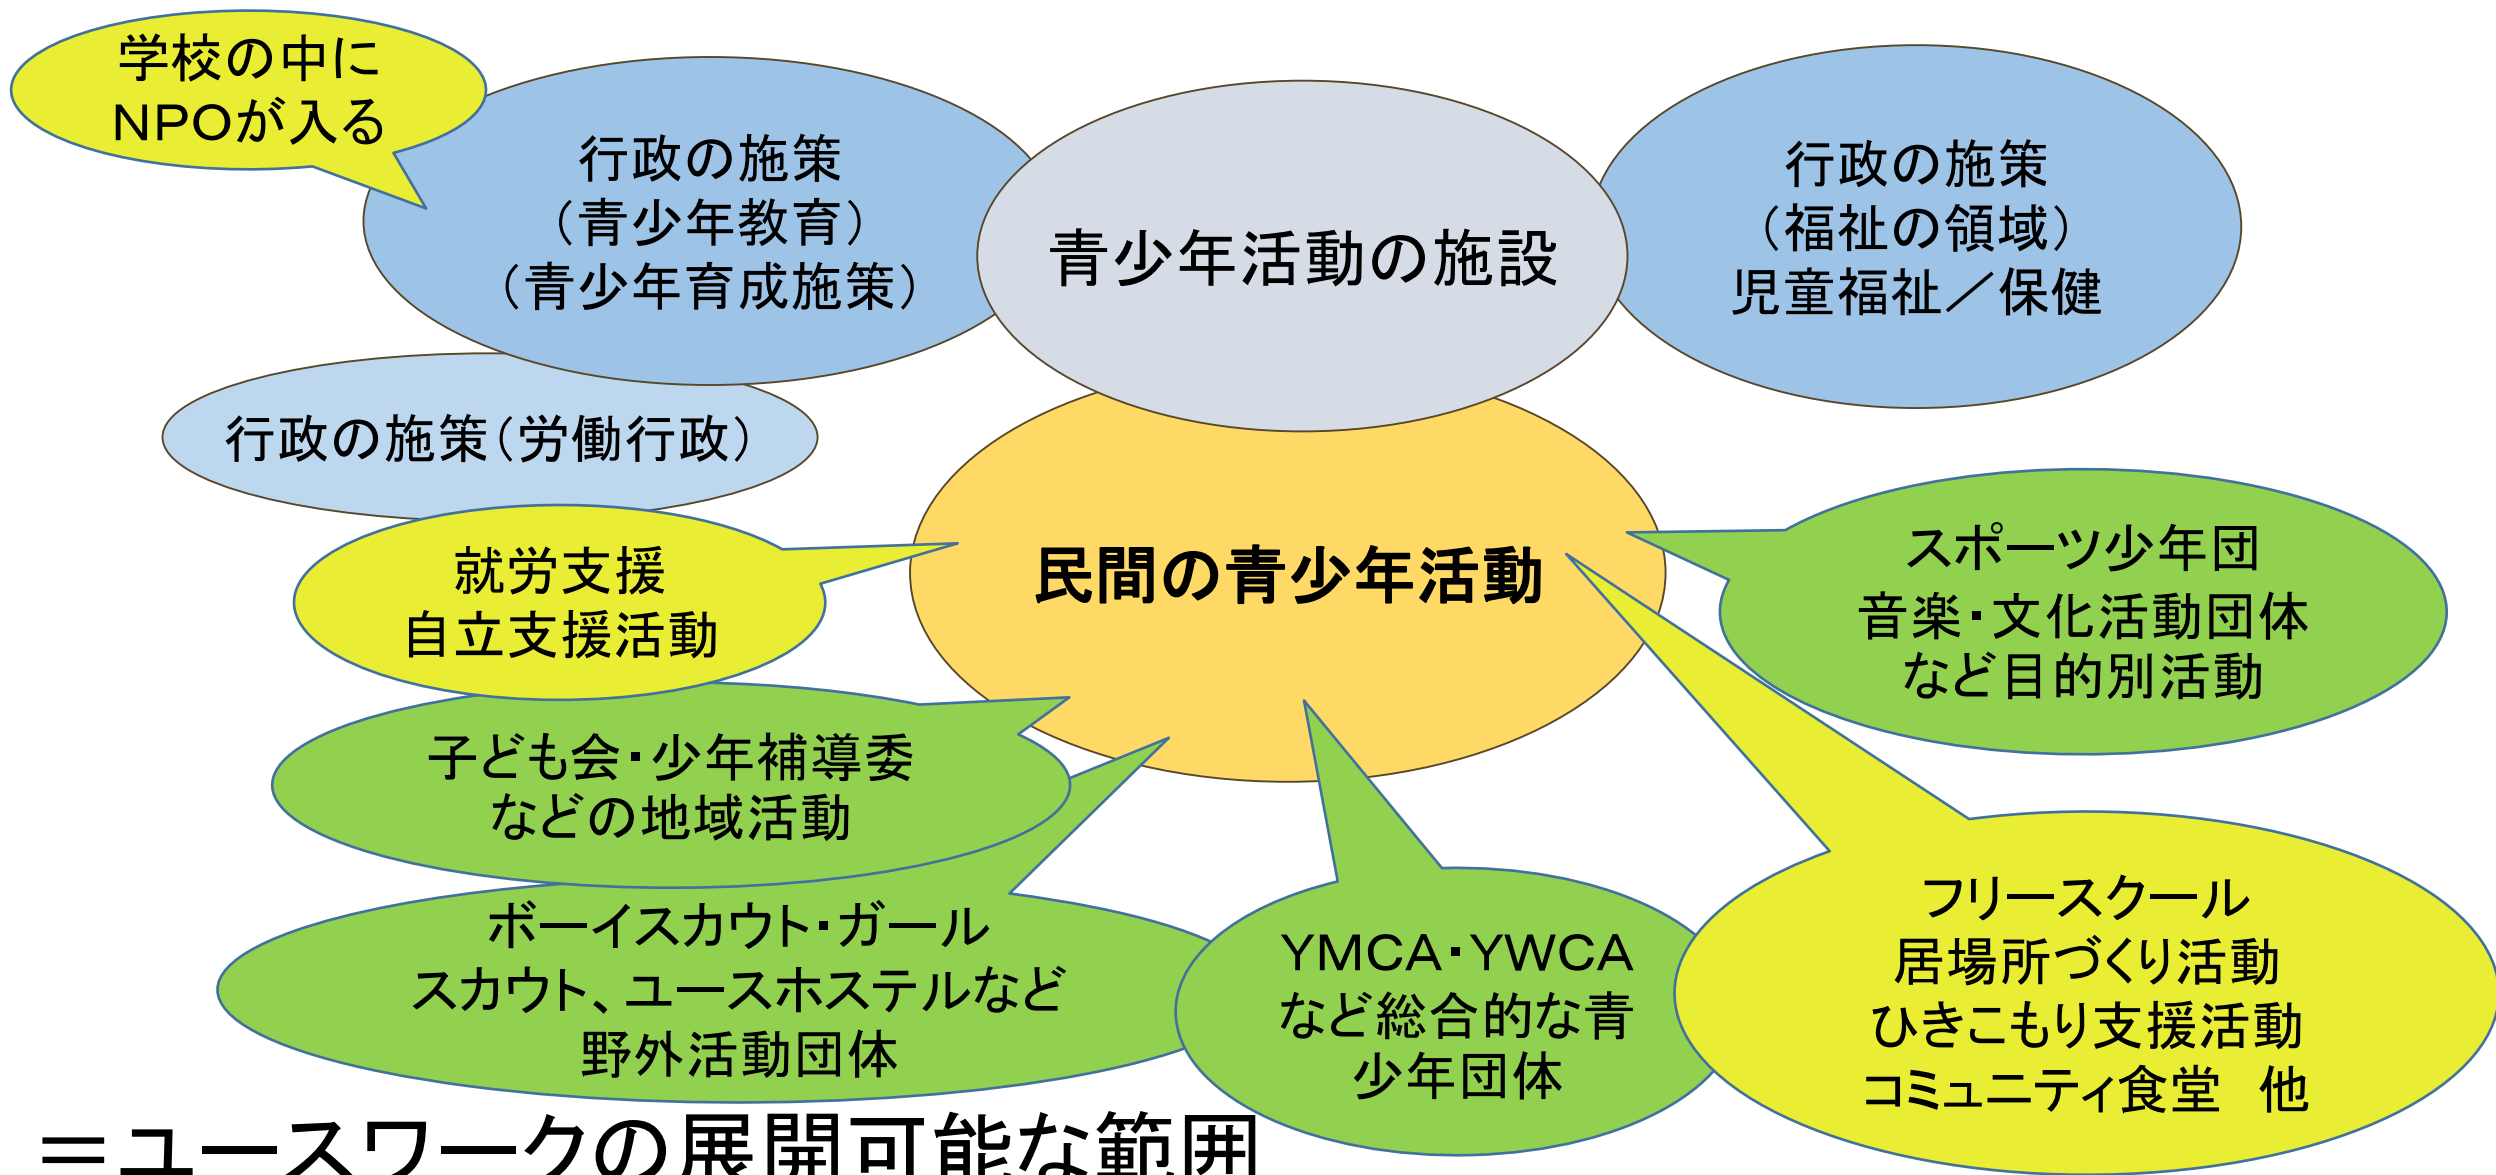 学校の中に
NPOが入る
行政の施策
（青少年教育）
（青少年育成施策）
青少年活動の施設
行政の施策
（福祉の領域）
児童福祉／保健
行政の施策（労働行政）
就労支援
自立支援活動
民間の青少年活動
スポーツ少年団
音楽・文化活動団体
など目的別活動
子ども会・少年補導委
などの地域活動
ボーイスカウト・ガール
スカウト、ユースホステルなど
野外活動団体
YMCA・YWCA
など総合的な青
少年団体
フリースクール
居場所づくり活動
若こども支援活動
コミュニティ食堂 他
＝ユースワークの展開可能な範囲